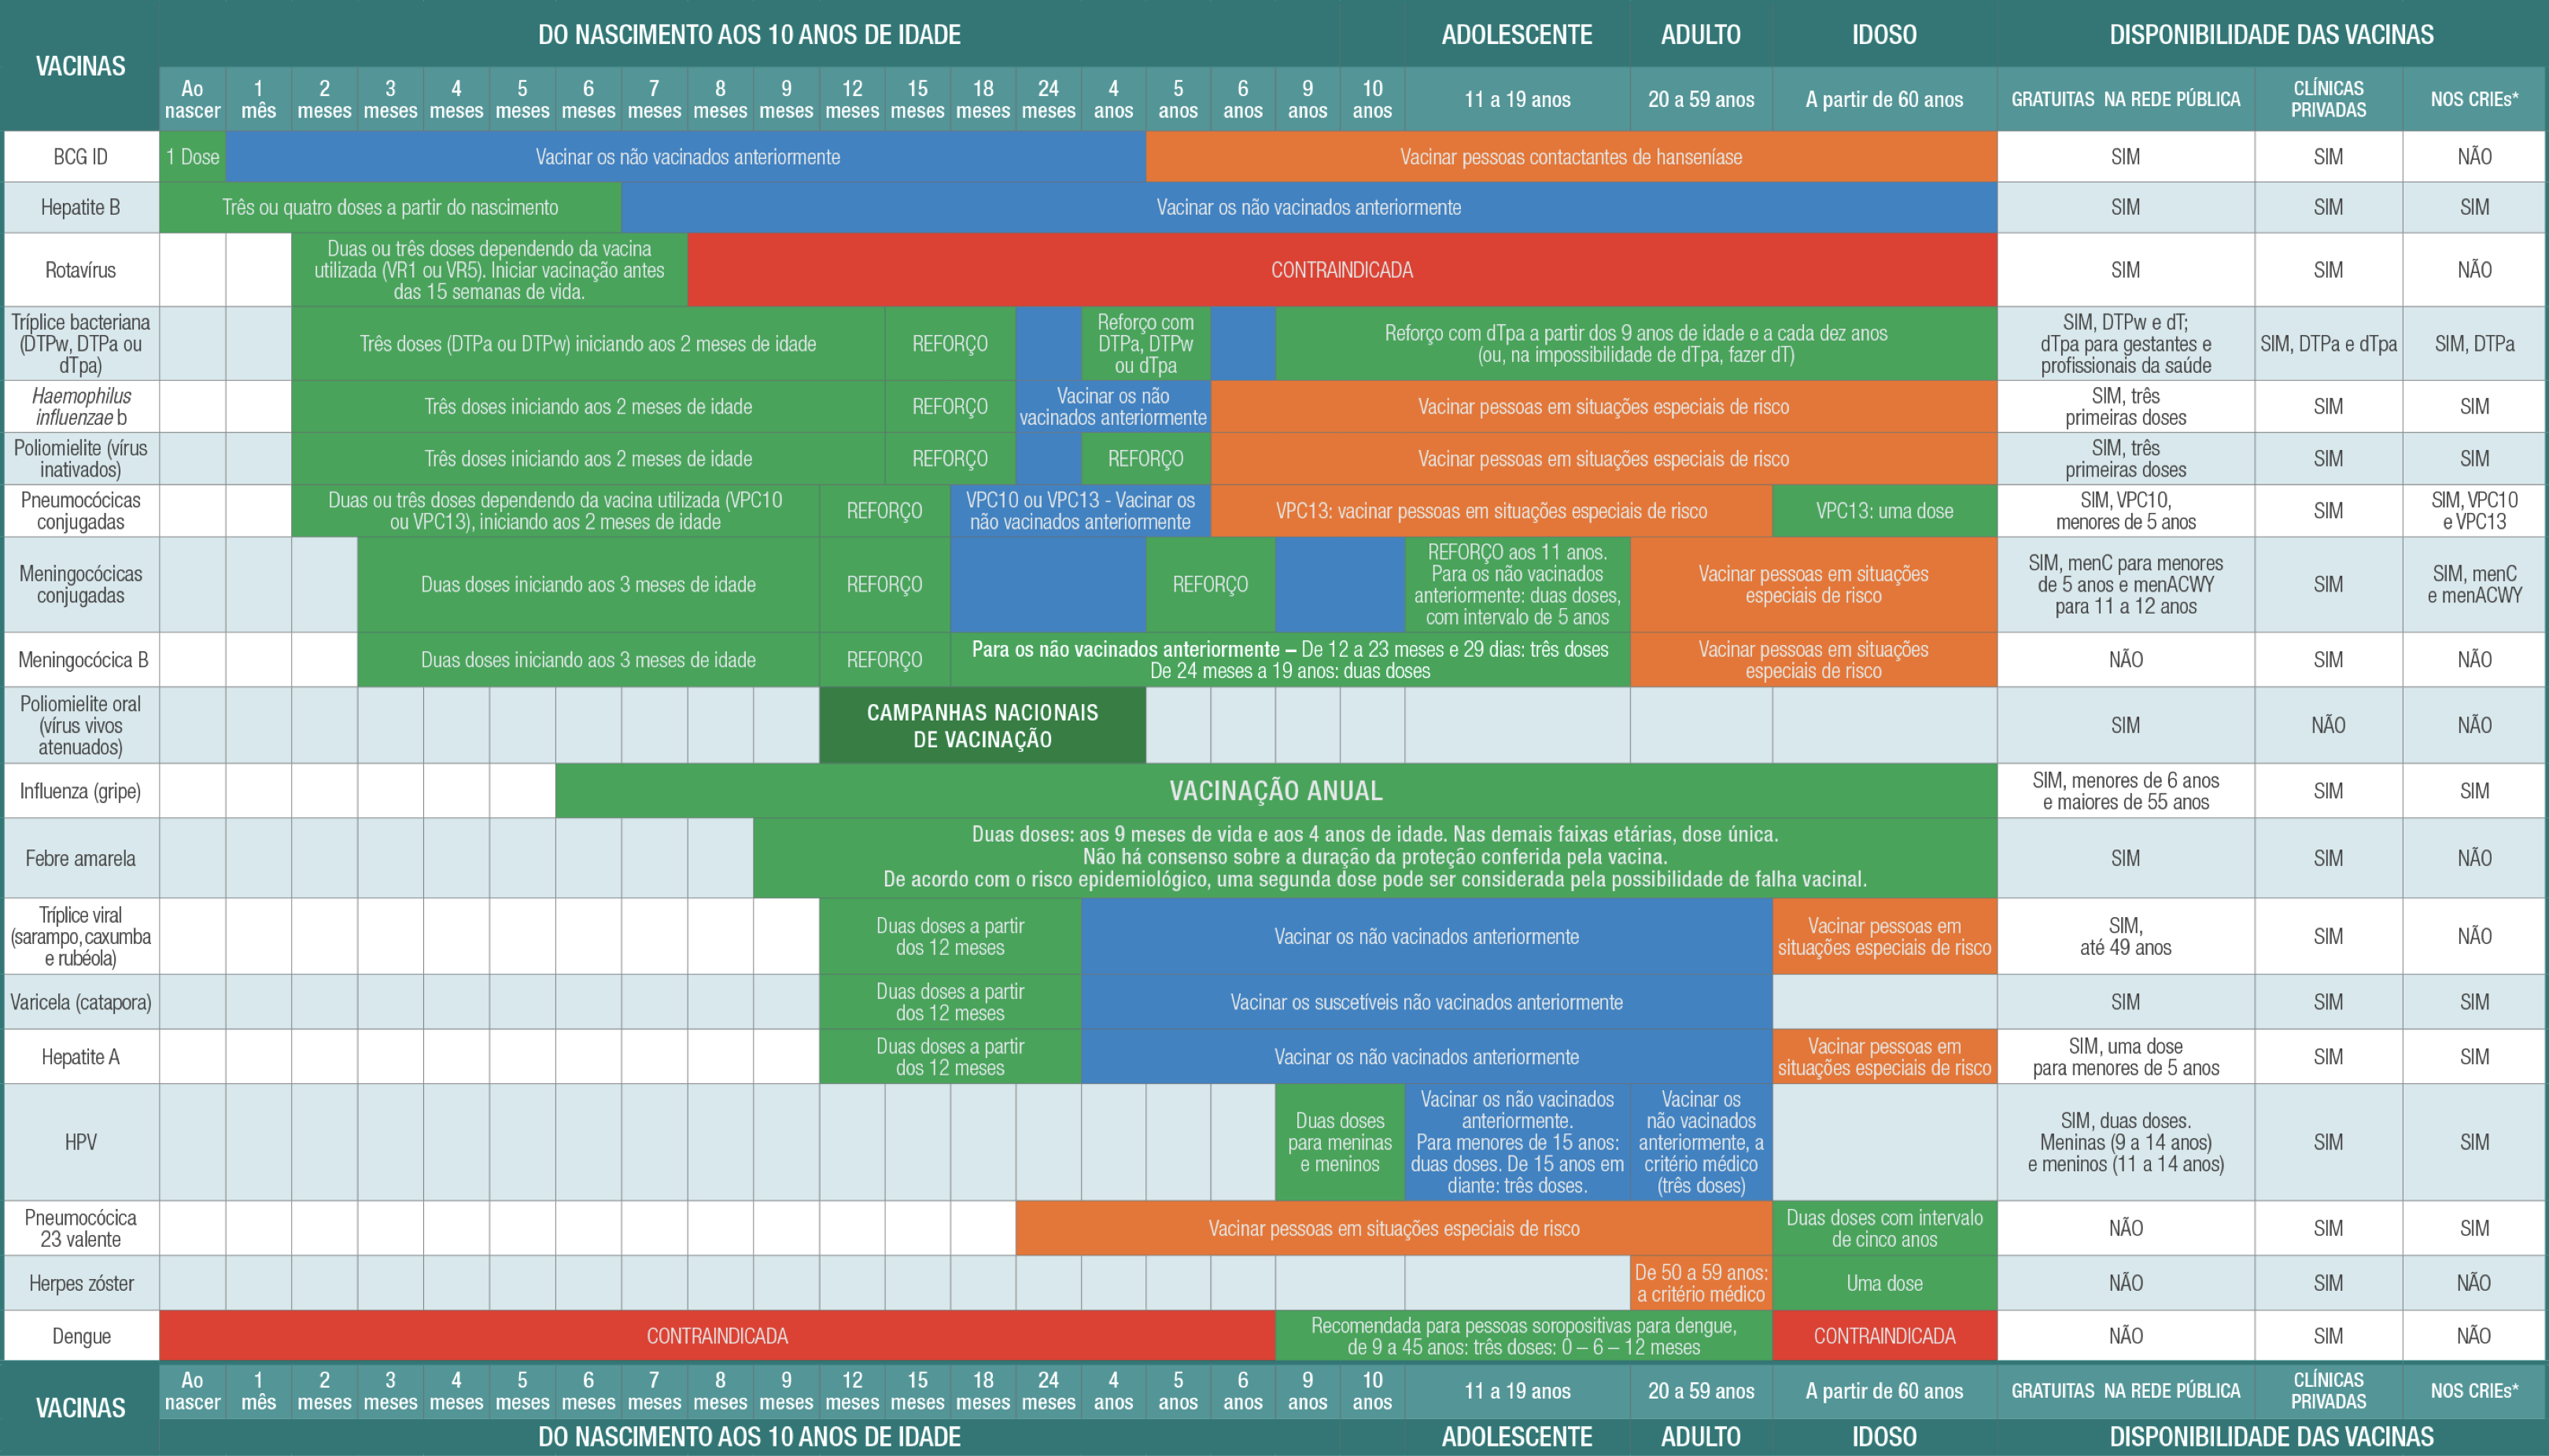 VACINAS
DO NASCIMENTO AOS 10 ANOS DE IDADE
ADOLESCENTE
ADULTO
IDOSO
DISPONIBILIDADE DAS VACINAS
Ao
nascer
1
mês
2
meses
3
meses
4
meses
5
meses
6
meses
7
meses
8
meses
9
meses
12
meses
15
meses
18
meses
24
meses
4
anos
5
anos
6
anos
9
anos
10
anos
11 a 19 anos
20 a 59 anos
A partir de 60 anos
GRATUITAS NA REDE PÚBLICA
CLÍNICAS
PRIVADAS
NOS CRIEs*
BCG ID
1 Dose
Vacinar os não vacinados anteriormente
Vacinar pessoas contactantes de hanseníase
SIM
SIM
NÃO
Hepatite B
Três ou quatro doses a partir do nascimento
Vacinar os não vacinados anteriormente
SIM
SIM
SIM
Rotavírus
Duas ou três doses dependendo da vacina
utilizada (VR1 ou VR5). Iniciar vacinação antes
das 15 semanas de vida.
CONTRAINDICADA
SIM
SIM
NÃO
Tríplice bacteriana
(DTPw, DTPa ou
dTpa)
Três doses (DTPa ou DTPw) iniciando aos 2 meses de idade
REFORÇO
Reforço com
DTPa, DTPw
ou dTpa
Reforço com dTpa a partir dos 9 anos de idade e a cada dez anos
(ou, na impossibilidade de dTpa, fazer dT)
SIM, DTPw e dT;
dTpa para gestantes e
profissionais da saúde
SIM, DTPa e dTpa
SIM, DTPa
Haemophilus
influenzae b
Três doses iniciando aos 2 meses de idade
REFORÇO
Vacinar os não
vacinados anteriormente
Vacinar pessoas em situações especiais de risco
SIM, três
primeiras doses
SIM
SIM
Poliomielite (vírus
inativados)
Três doses iniciando aos 2 meses de idade
REFORÇO
REFORÇO
Vacinar pessoas em situações especiais de risco
SIM, três
primeiras doses
SIM
SIM
Pneumocócicas
conjugadas
Duas ou três doses dependendo da vacina utilizada (VPC10
ou VPC13), iniciando aos 2 meses de idade
REFORÇO
VPC10 ou VPC13 - Vacinar os
não vacinados anteriormente
VPC13: vacinar pessoas em situações especiais de risco
VPC13: uma dose
SIM, VPC10,
menores de 5 anos
SIM
SIM, VPC10
e VPC13
Meningocócicas
conjugadas
Duas doses iniciando aos 3 meses de idade
REFORÇO
REFORÇO
REFORÇO aos 11 anos.
Para os não vacinados
anteriormente: duas doses,
com intervalo de 5 anos
Vacinar pessoas em situações
especiais de risco
SIM, menC para menores
de 5 anos e menACWY
para 11 a 12 anos
SIM
SIM, menC
e menACWY
Meningocócica B
Duas doses iniciando aos 3 meses de idade
REFORÇO
Para os não vacinados anteriormente – De 12 a 23 meses e 29 dias: três doses
De 24 meses a 19 anos: duas doses
Vacinar pessoas em situações
especiais de risco
NÃO
SIM
NÃO
Poliomielite oral
(vírus vivos
atenuados)
CAMPANHAS NACIONAIS
DE VACINAÇÃO
SIM
NÃO
NÃO
Influenza (gripe)
VACINAÇÃO ANUAL
SIM, menores de 6 anos
e maiores de 55 anos
SIM
SIM
Febre amarela
Duas doses: aos 9 meses de vida e aos 4 anos de idade. Nas demais faixas etárias, dose única.
Não há consenso sobre a duração da proteção conferida pela vacina.
De acordo com o risco epidemiológico, uma segunda dose pode ser considerada pela possibilidade de falha vacinal.
SIM
SIM
NÃO
Tríplice viral
(sarampo, caxumba
e rubéola)
Duas doses a partir
dos 12 meses
Vacinar os não vacinados anteriormente
Vacinar pessoas em
situações especiais de risco
SIM,
até 49 anos
SIM
NÃO
Varicela (catapora)
Duas doses a partir
dos 12 meses
Vacinar os suscetíveis não vacinados anteriormente
SIM
SIM
SIM
Hepatite A
Duas doses a partir
dos 12 meses
Vacinar os não vacinados anteriormente
Vacinar pessoas em
situações especiais de risco
SIM, uma dose
para menores de 5 anos
SIM
SIM
HPV
Duas doses
para meninas
e meninos
Vacinar os não vacinados
anteriormente.
Para menores de 15 anos:
duas doses. De 15 anos em
diante: três doses.
Vacinar os
não vacinados
anteriormente, a
critério médico
(três doses)
SIM, duas doses.
Meninas (9 a 14 anos)
e meninos (11 a 14 anos)
SIM
SIM
Pneumocócica
23 valente
Vacinar pessoas em situações especiais de risco
Duas doses com intervalo
de cinco anos
NÃO
SIM
SIM
Herpes zóster
De 50 a 59 anos:
a critério médico
Uma dose
NÃO
SIM
NÃO
Dengue
CONTRAINDICADA
Recomendada para pessoas soropositivas para dengue,
de 9 a 45 anos: três doses: 0 – 6 – 12 meses
CONTRAINDICADA
NÃO
SIM
NÃO
VACINAS
Ao
nascer
1
mês
2
meses
3
meses
4
meses
5
meses
6
meses
7
meses
8
meses
9
meses
12
meses
15
meses
18
meses
24
meses
4
anos
5
anos
6
anos
9
anos
10
anos
11 a 19 anos
20 a 59 anos
A partir de 60 anos
GRATUITAS NA REDE PÚBLICA
CLÍNICAS
PRIVADAS
NOS CRIEs*
DO NASCIMENTO AOS 10 ANOS DE IDADE
ADOLESCENTE
ADULTO
IDOSO
DISPONIBILIDADE DAS VACINAS